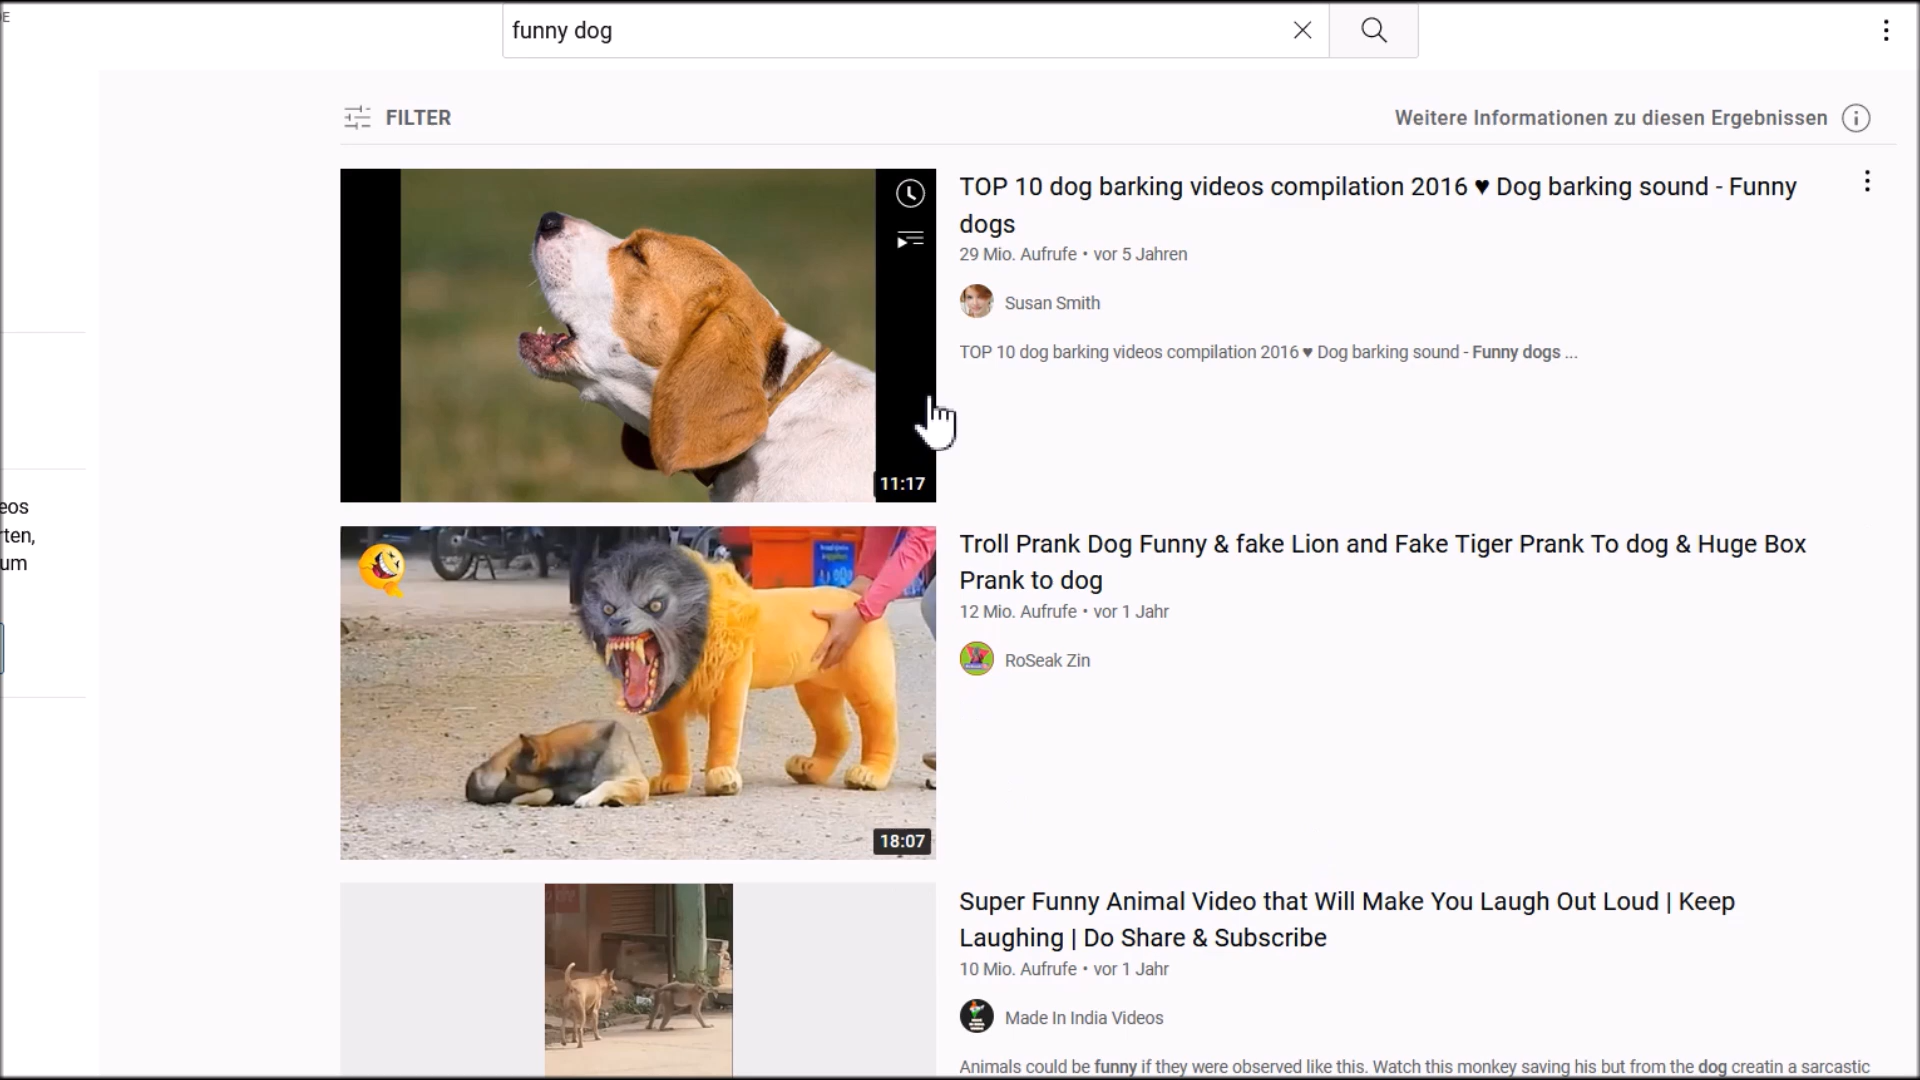 E
funny dog
FILTER
Weitere Informationen zu diesen Ergebnissen
TOP 10 dog barking videos compilation 2016 ♥ Dog barking sound - Funny
dogs
29 Mio. Aufrufe • vor 5 Jahren
Susan Smith
TOP 10 dog barking videos compilation 2016 ♥ Dog barking sound - Funny dogs ...
11:17
eos
rten,
um
Troll Prank Dog Funny & fake Lion and Fake Tiger Prank To dog & Huge Box
Prank to dog
12 Mio. Aufrufe • vor 1 Jahr
RoSeak Zin
18:07
Super Funny Animal Video that Will Make You Laugh Out Loud | Keep
Laughing | Do Share & Subscribe
10 Mio. Aufrufe • vor 1 Jahr
Made In India Videos
Animals could be funny if they were observed like this. Watch this monkey saving his but from the dog creatin a sarcastic